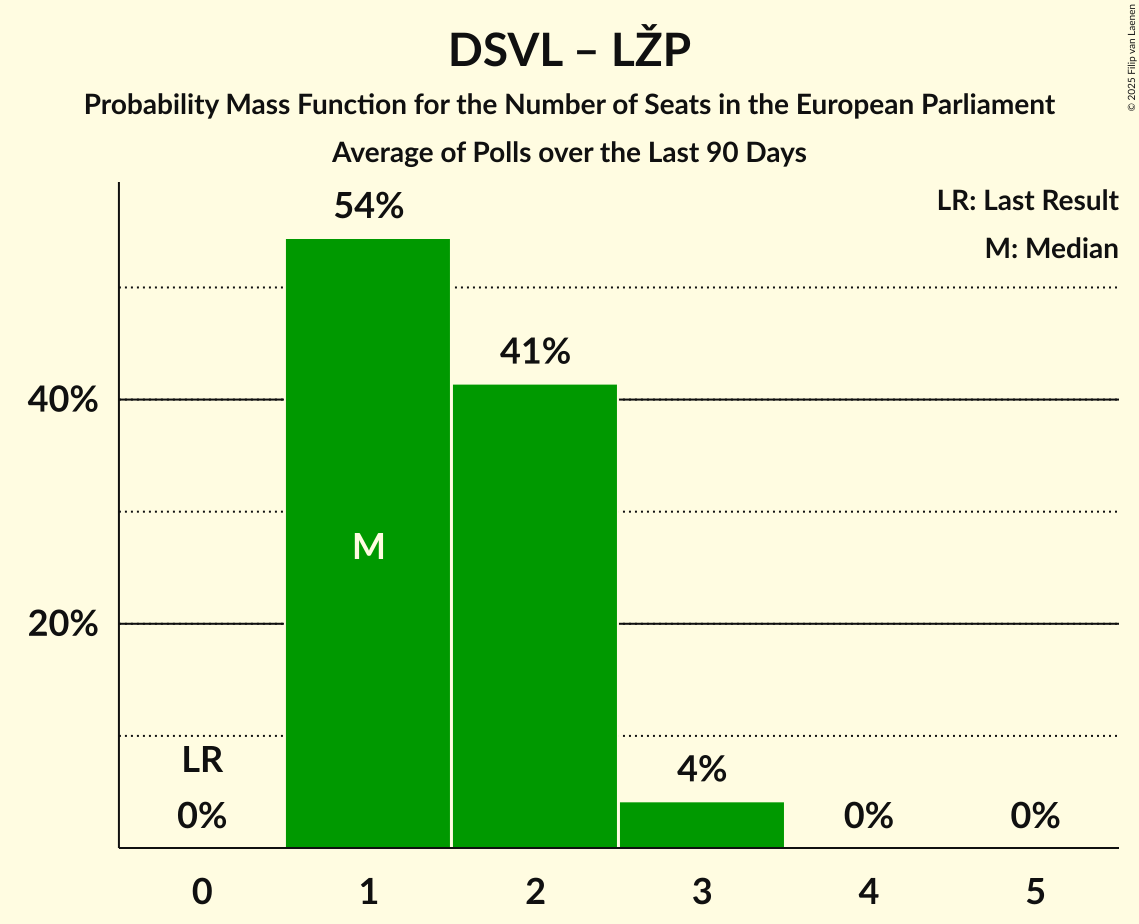 DSVL – LŽP
Probability Mass Function for the Number of Seats in the European Parliament
Average of Polls over the Last 90 Days
© 2025 Filip van Laenen
LR: Last Result
M: Median
54%
41%
40%
M
20%
LR
4%
0%
0%
0%
0
1
2
3
4
5